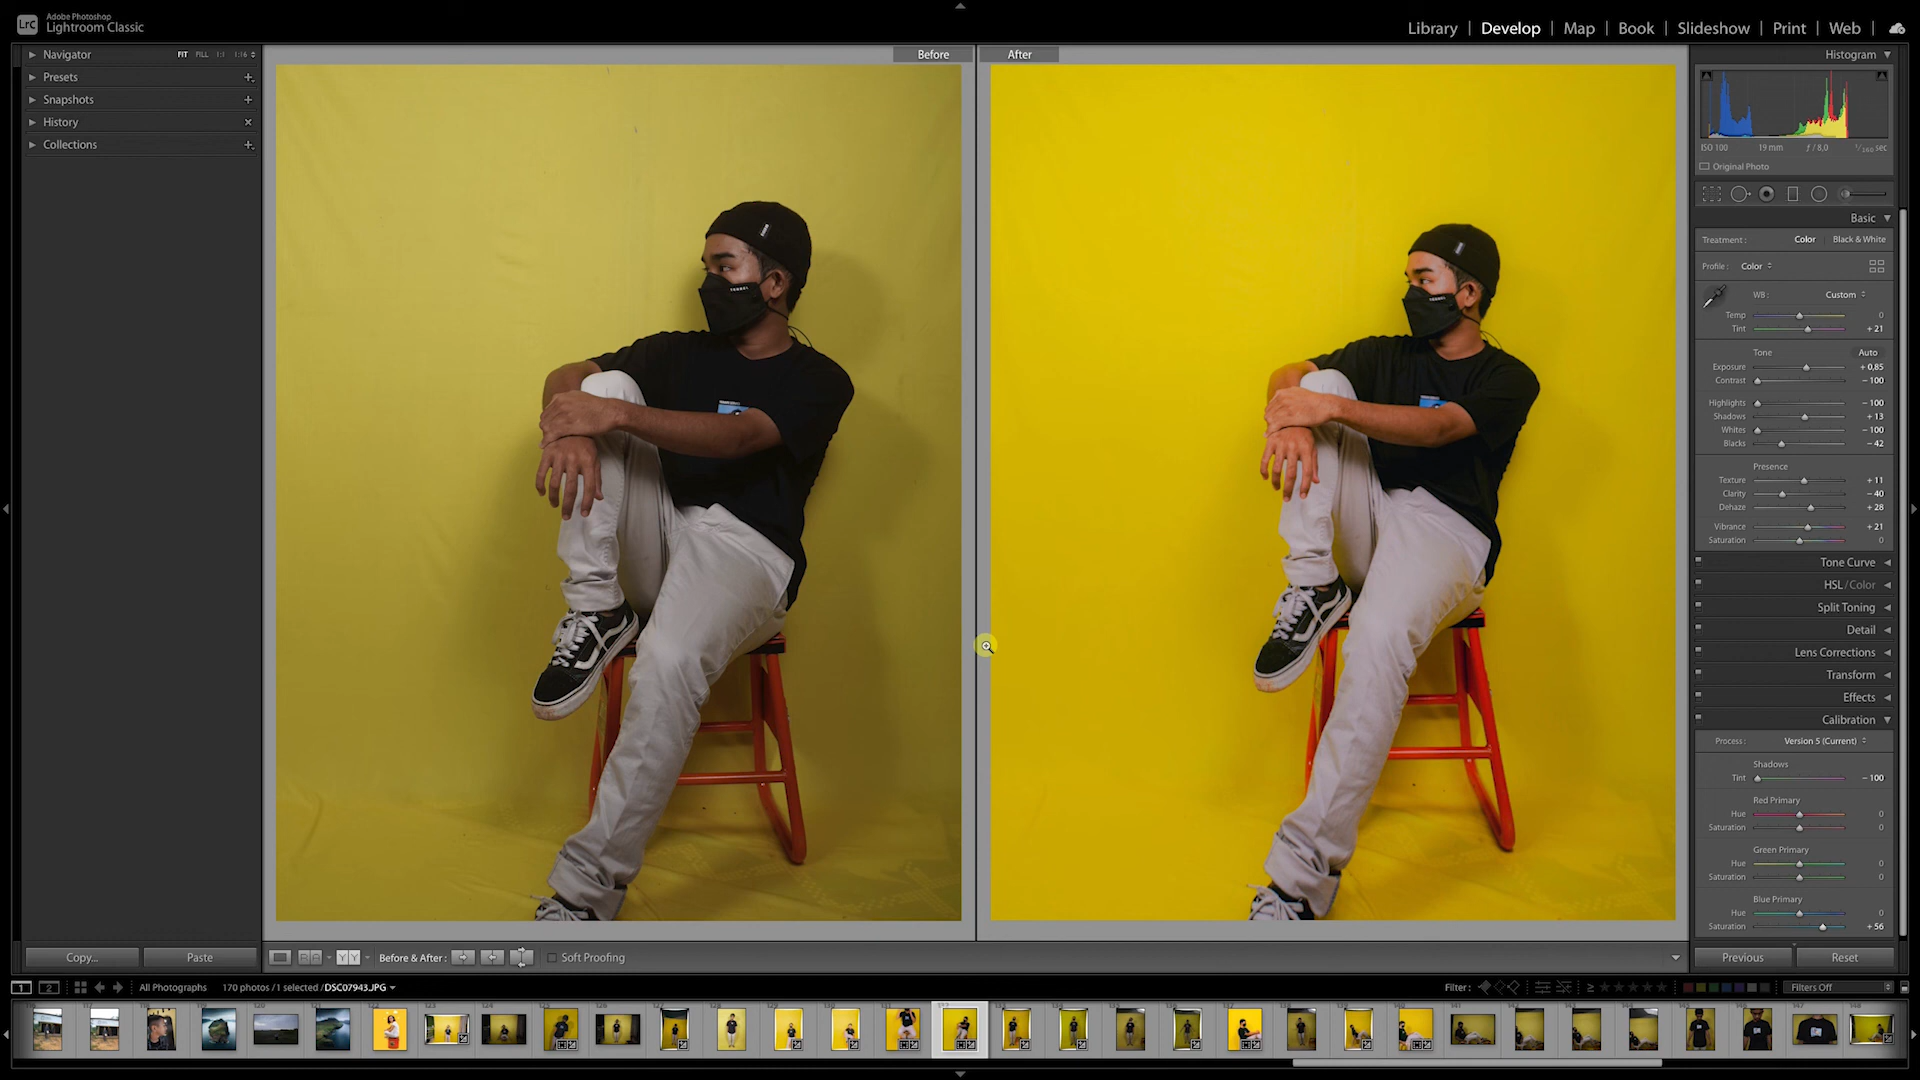 LrC
Adobe Photoshop
Lightroom Classic
Library | Develop | Map | Book | Slideshow | Print | Web
Navigator FIT FILL 1:1 1:16
Presets
Snapshots
History
Collections
Before
After
Histogram
ISO 100 19 mm ƒ / 8,0 1/160 sec
Original Photo
Basic
Treatment : Color Black & White
Profile : Color
WB : Custom
Temp 0
Tint + 21
Tone Auto
Exposure + 0,85
Contrast − 100
Highlights − 100
Shadows + 13
Whites − 100
Blacks − 42
Presence
Texture + 11
Clarity − 40
Dehaze + 28
Vibrance + 21
Saturation 0
Tone Curve
HSL / Color
Split Toning
Detail
Lens Corrections
Transform
Effects
Calibration
Process : Version 5 (Current)
Shadows
Tint − 100
Red Primary
Hue 0
Saturation 0
Green Primary
Hue 0
Saturation 0
Blue Primary
Hue 0
Saturation + 56
Copy... Paste
R A Y Y Before & After : Soft Proofing
Previous Reset
1 2 All Photographs 170 photos / 1 selected / DSC07943.JPG
Filter : Filters Off